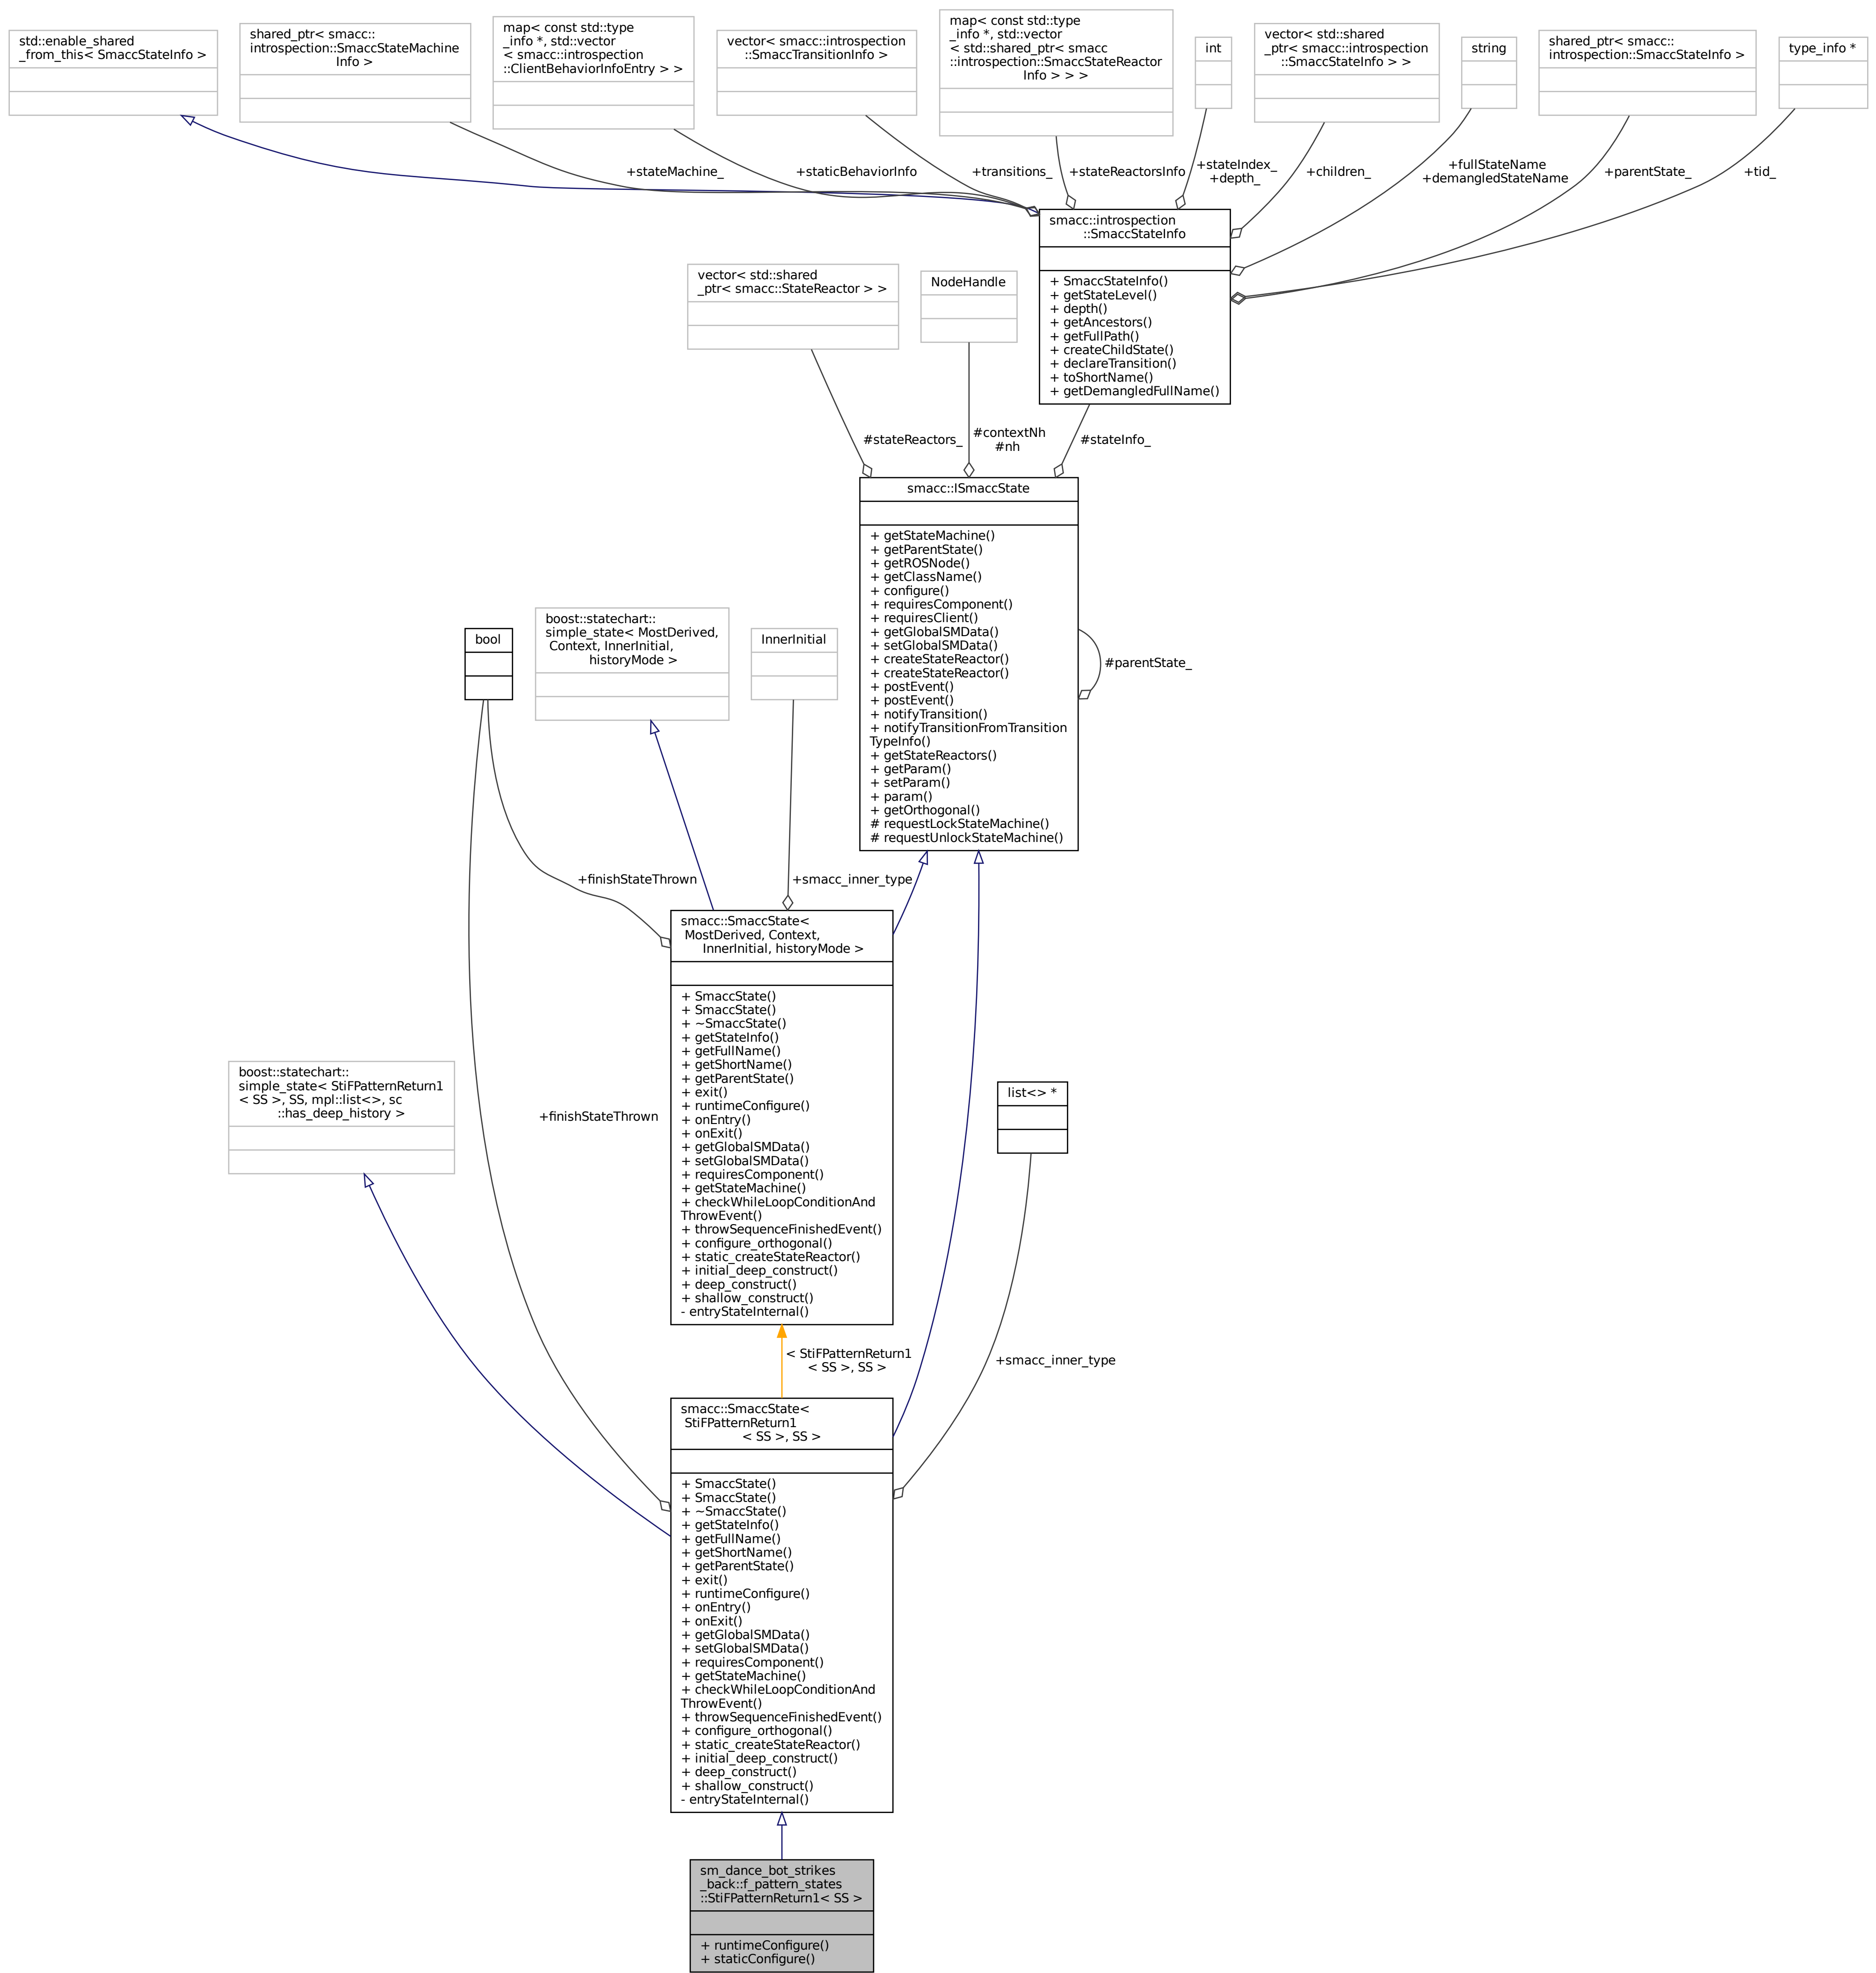 std::enable_shared
_from_this< SmaccStateInfo >
shared_ptr< smacc::
introspection::SmaccStateMachine
Info >
map< const std::type
_info *, std::vector
< smacc::introspection
::ClientBehaviorInfoEntry > >
vector< smacc::introspection
::SmaccTransitionInfo >
map< const std::type
_info *, std::vector
< std::shared_ptr< smacc
::introspection::SmaccStateReactor
Info > > >
int
vector< std::shared
_ptr< smacc::introspection
::SmaccStateInfo > >
string
shared_ptr< smacc::
introspection::SmaccStateInfo >
type_info *
+stateMachine_
+staticBehaviorInfo
+transitions_
+stateReactorsInfo
+stateIndex_
+depth_
+children_
+fullStateName
+demangledStateName
+parentState_
+tid_
smacc::introspection
::SmaccStateInfo
+ SmaccStateInfo()
+ getStateLevel()
+ depth()
+ getAncestors()
+ getFullPath()
+ createChildState()
+ declareTransition()
+ toShortName()
+ getDemangledFullName()
vector< std::shared
_ptr< smacc::StateReactor > >
NodeHandle
#stateReactors_
#contextNh
#nh
#stateInfo_
smacc::ISmaccState
+ getStateMachine()
+ getParentState()
+ getROSNode()
+ getClassName()
+ configure()
+ requiresComponent()
+ requiresClient()
+ getGlobalSMData()
+ setGlobalSMData()
+ createStateReactor()
+ createStateReactor()
+ postEvent()
+ postEvent()
+ notifyTransition()
+ notifyTransitionFromTransition
TypeInfo()
+ getStateReactors()
+ getParam()
+ setParam()
+ param()
+ getOrthogonal()
# requestLockStateMachine()
# requestUnlockStateMachine()
#parentState_
bool
boost::statechart::
simple_state< MostDerived,
Context, InnerInitial,
historyMode >
InnerInitial
+finishStateThrown
+smacc_inner_type
smacc::SmaccState<
MostDerived, Context,
InnerInitial, historyMode >
+ SmaccState()
+ SmaccState()
+ ~SmaccState()
+ getStateInfo()
+ getFullName()
+ getShortName()
+ getParentState()
+ exit()
+ runtimeConfigure()
+ onEntry()
+ onExit()
+ getGlobalSMData()
+ setGlobalSMData()
+ requiresComponent()
+ getStateMachine()
+ checkWhileLoopConditionAnd
ThrowEvent()
+ throwSequenceFinishedEvent()
+ configure_orthogonal()
+ static_createStateReactor()
+ initial_deep_construct()
+ deep_construct()
+ shallow_construct()
- entryStateInternal()
boost::statechart::
simple_state< StiFPatternReturn1
< SS >, SS, mpl::list<>, sc
::has_deep_history >
+finishStateThrown
list<> *
< StiFPatternReturn1
< SS >, SS >
+smacc_inner_type
smacc::SmaccState<
StiFPatternReturn1
< SS >, SS >
+ SmaccState()
+ SmaccState()
+ ~SmaccState()
+ getStateInfo()
+ getFullName()
+ getShortName()
+ getParentState()
+ exit()
+ runtimeConfigure()
+ onEntry()
+ onExit()
+ getGlobalSMData()
+ setGlobalSMData()
+ requiresComponent()
+ getStateMachine()
+ checkWhileLoopConditionAnd
ThrowEvent()
+ throwSequenceFinishedEvent()
+ configure_orthogonal()
+ static_createStateReactor()
+ initial_deep_construct()
+ deep_construct()
+ shallow_construct()
- entryStateInternal()
sm_dance_bot_strikes
_back::f_pattern_states
::StiFPatternReturn1< SS >
+ runtimeConfigure()
+ staticConfigure()